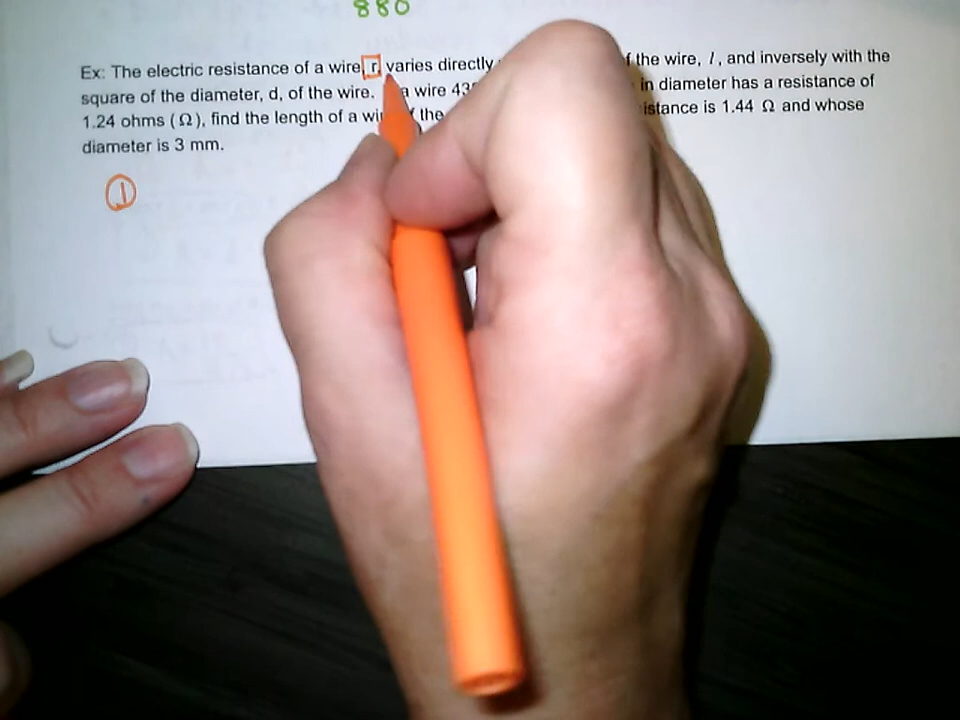 880
Ex: The electric resistance of a wire, r, varies directly the wire, l, and inversely with the
square of the diameter, d, of the wire. a wire in diameter has a resistance of
1.24 ohms (Ω), find the length of a the is 1.44 Ω and whose
diameter is 3 mm.
1